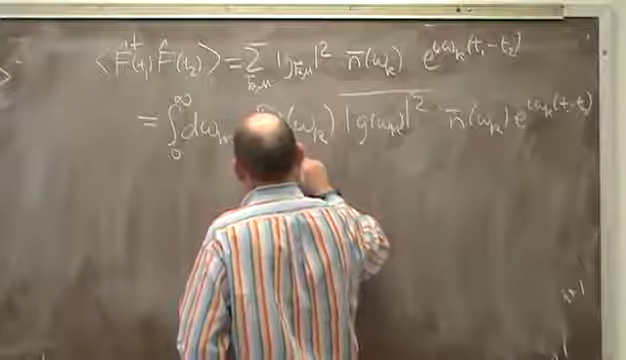 ⟨F̂†(t₁) F̂(t₂)⟩ = Σ_{k,μ} |g_{k,μ}|² n̄(ω_k) e^{iω_k(t₁-t₂)}
= ∫₀^∞ dω_k (ω_k) |g(ω_k)|² n̄(ω_k) e^{iω_k(t₁-t₂)}